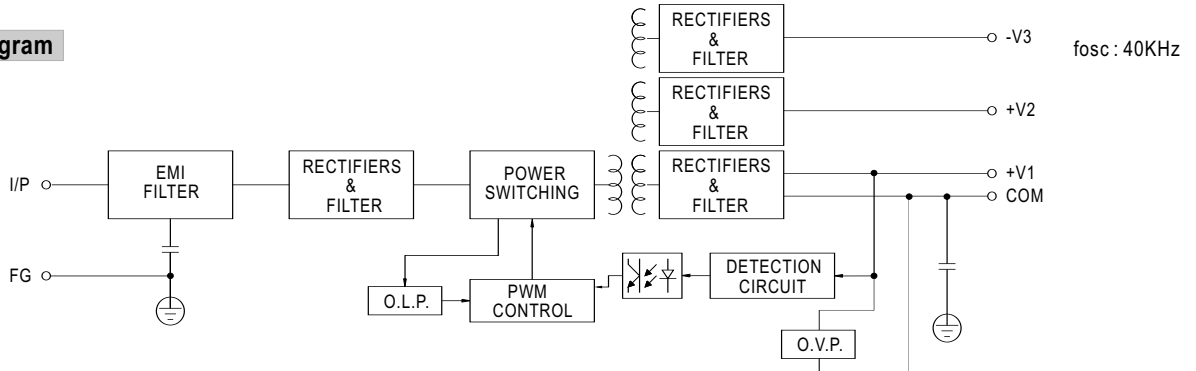 gram
RECTIFIERS
&
FILTER
-V3
fosc : 40KHz
RECTIFIERS
&
FILTER
+V2
I/P
EMI
FILTER
RECTIFIERS
&
FILTER
POWER
SWITCHING
RECTIFIERS
&
FILTER
+V1
COM
FG
O.L.P.
PWM
CONTROL
DETECTION
CIRCUIT
O.V.P.